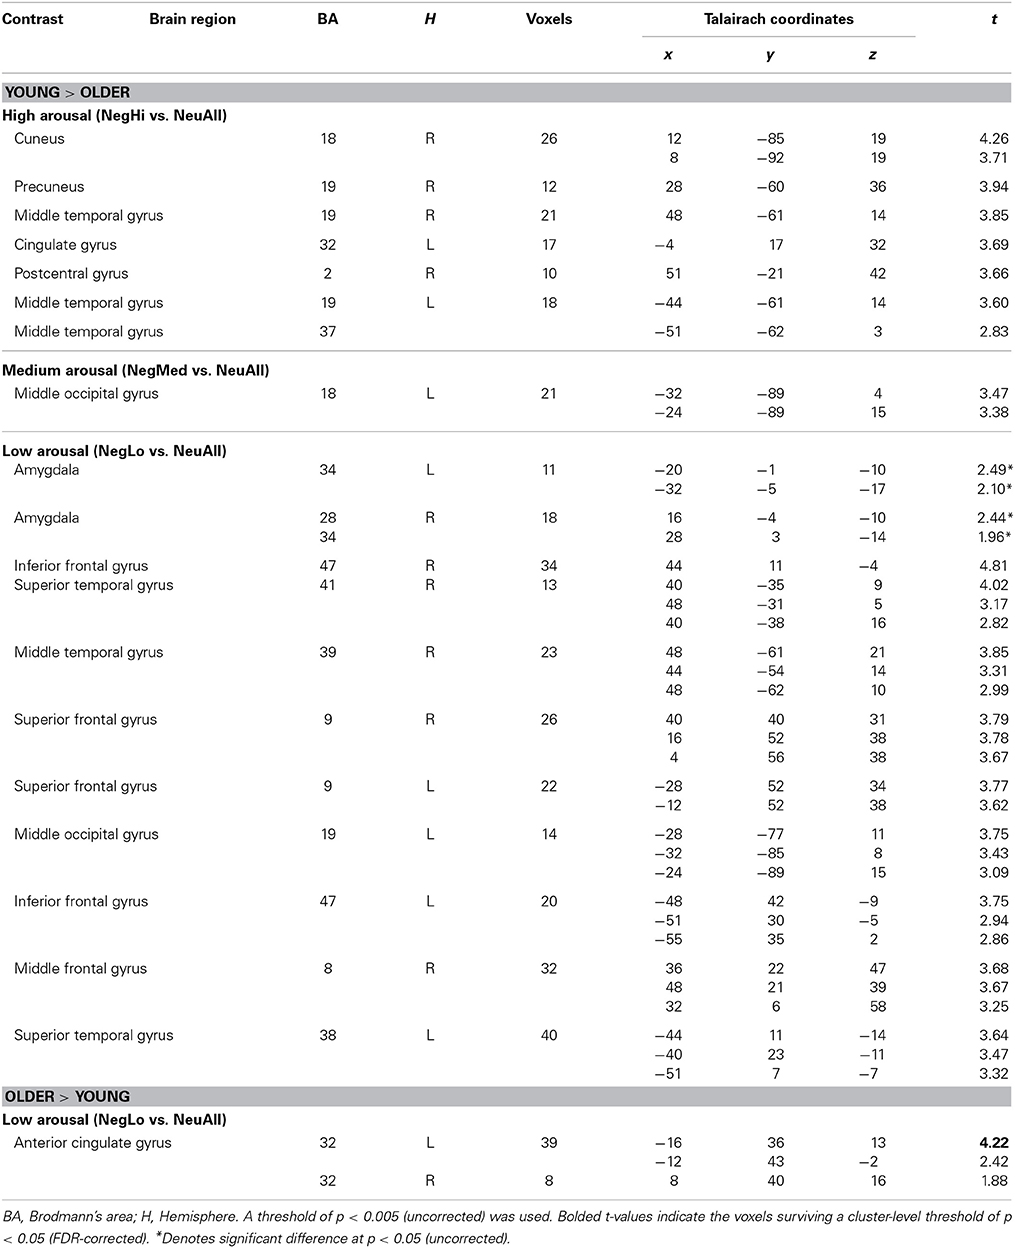 Contrast Brain region BA H Voxels Talairach coordinates t
x y z
YOUNG > OLDER
High arousal (NegHi vs. NeuAll)
Cuneus 18 R 26 12 −85 19 4.26
8 −92 19 3.71
Precuneus 19 R 12 28 −60 36 3.94
Middle temporal gyrus 19 R 21 48 −61 14 3.85
Cingulate gyrus 32 L 17 −4 17 32 3.69
Postcentral gyrus 2 R 10 51 −21 42 3.66
Middle temporal gyrus 19 L 18 −44 −61 14 3.60
Middle temporal gyrus 37 −51 −62 3 2.83
Medium arousal (NegMed vs. NeuAll)
Middle occipital gyrus 18 L 21 −32 −89 4 3.47
−24 −89 15 3.38
Low arousal (NegLo vs. NeuAll)
Amygdala 34 L 11 −20 −1 −10 2.49*
−32 −5 −17 2.10*
Amygdala 28 R 18 16 −4 −10 2.44*
34 28 3 −14 1.96*
Inferior frontal gyrus 47 R 34 44 11 −4 4.81
Superior temporal gyrus 41 R 13 40 −35 9 4.02
48 −31 5 3.17
40 −38 16 2.82
Middle temporal gyrus 39 R 23 48 −61 21 3.85
44 −54 14 3.31
48 −62 10 2.99
Superior frontal gyrus 9 R 26 40 40 31 3.79
16 52 38 3.78
4 56 38 3.67
Superior frontal gyrus 9 L 22 −28 52 34 3.77
−12 52 38 3.62
Middle occipital gyrus 19 L 14 −28 −77 11 3.75
−32 −85 8 3.43
−24 −89 15 3.09
Inferior frontal gyrus 47 L 20 −48 42 −9 3.75
−51 30 −5 2.94
−55 35 2 2.86
Middle frontal gyrus 8 R 32 36 22 47 3.68
48 21 39 3.67
32 6 58 3.25
Superior temporal gyrus 38 L 40 −44 11 −14 3.64
−40 23 −11 3.47
−51 7 −7 3.32
OLDER > YOUNG
Low arousal (NegLo vs. NeuAll)
Anterior cingulate gyrus 32 L 39 −16 36 13 4.22
−12 43 −2 2.42
32 R 8 8 40 16 1.88
BA, Brodmann's area; H, Hemisphere. A threshold of p < 0.005 (uncorrected) was used. Bolded t-values indicate the voxels surviving a cluster-level threshold of p
< 0.05 (FDR-corrected). *Denotes significant difference at p < 0.05 (uncorrected).